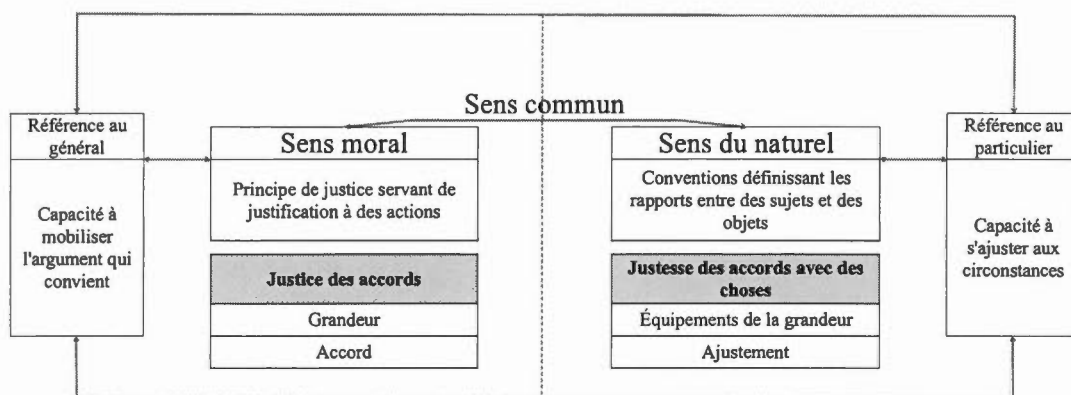 Sens commun
Référence au
général
Capacité à
mobiliser
l'argument qui
convient
Sens moral
Principe de justice servant de
justification à des actions
Justice des accords
Grandeur
Accord
Sens du naturel
Conventions définissant les
rapports entre des sujets et des
objets
Justesse des accords avec des
choses
Équipements de la grandeur
Ajustement
Référence au
particulier
Capacité à
s'ajuster aux
circonstances